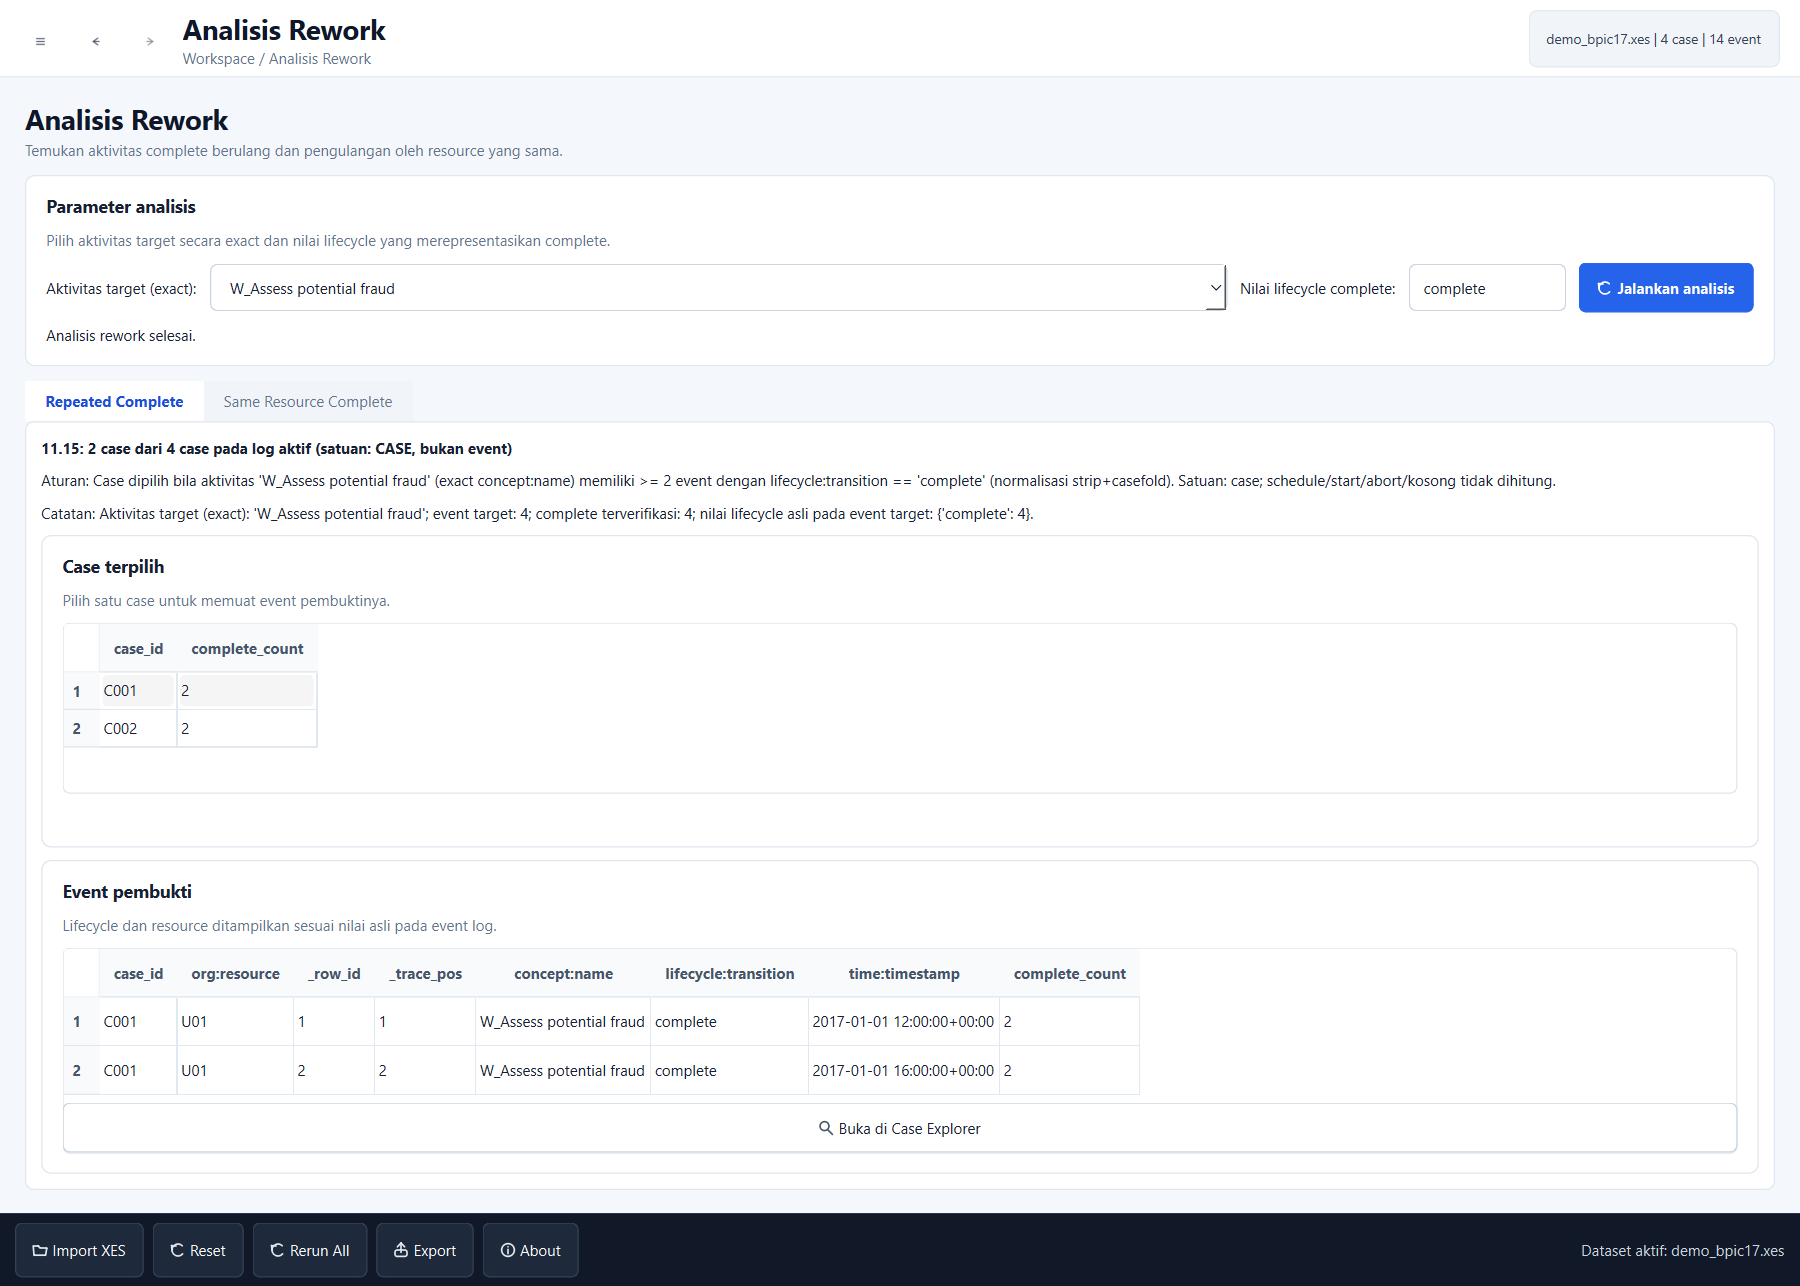 Analisis Rework
Workspace / Analisis Rework
demo_bpic17.xes | 4 case | 14 event
Analisis Rework
Temukan aktivitas complete berulang dan pengulangan oleh resource yang sama.
Parameter analisis
Pilih aktivitas target secara exact dan nilai lifecycle yang merepresentasikan complete.
Aktivitas target (exact): W_Assess potential fraud Nilai lifecycle complete: complete Jalankan analisis
Analisis rework selesai.
Repeated Complete Same Resource Complete
11.15: 2 case dari 4 case pada log aktif (satuan: CASE, bukan event)
Aturan: Case dipilih bila aktivitas 'W_Assess potential fraud' (exact concept:name) memiliki >= 2 event dengan lifecycle:transition == 'complete' (normalisasi strip+casefold). Satuan: case; schedule/start/abort/kosong tidak dihitung.
Catatan: Aktivitas target (exact): 'W_Assess potential fraud'; event target: 4; complete terverifikasi: 4; nilai lifecycle asli pada event target: {'complete': 4}.
Case terpilih
Pilih satu case untuk memuat event pembuktinya.
case_id complete_count
1 C001 2
2 C002 2
Event pembukti
Lifecycle dan resource ditampilkan sesuai nilai asli pada event log.
case_id org:resource _row_id _trace_pos concept:name lifecycle:transition time:timestamp complete_count
1 C001 U01 1 1 W_Assess potential fraud complete 2017-01-01 12:00:00+00:00 2
2 C001 U01 2 2 W_Assess potential fraud complete 2017-01-01 16:00:00+00:00 2
Buka di Case Explorer
Import XES Reset Rerun All Export About Dataset aktif: demo_bpic17.xes